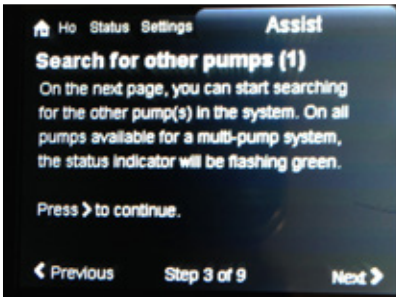 Ho Status Settings Assist
Search for other pumps (1)
On the next page, you can start searching
for the other pump(s) in the system. On all
pumps available for a multi-pump system,
the status indicator will be flashing green.
Press > to continue.
< Previous Step 3 of 9 Next >